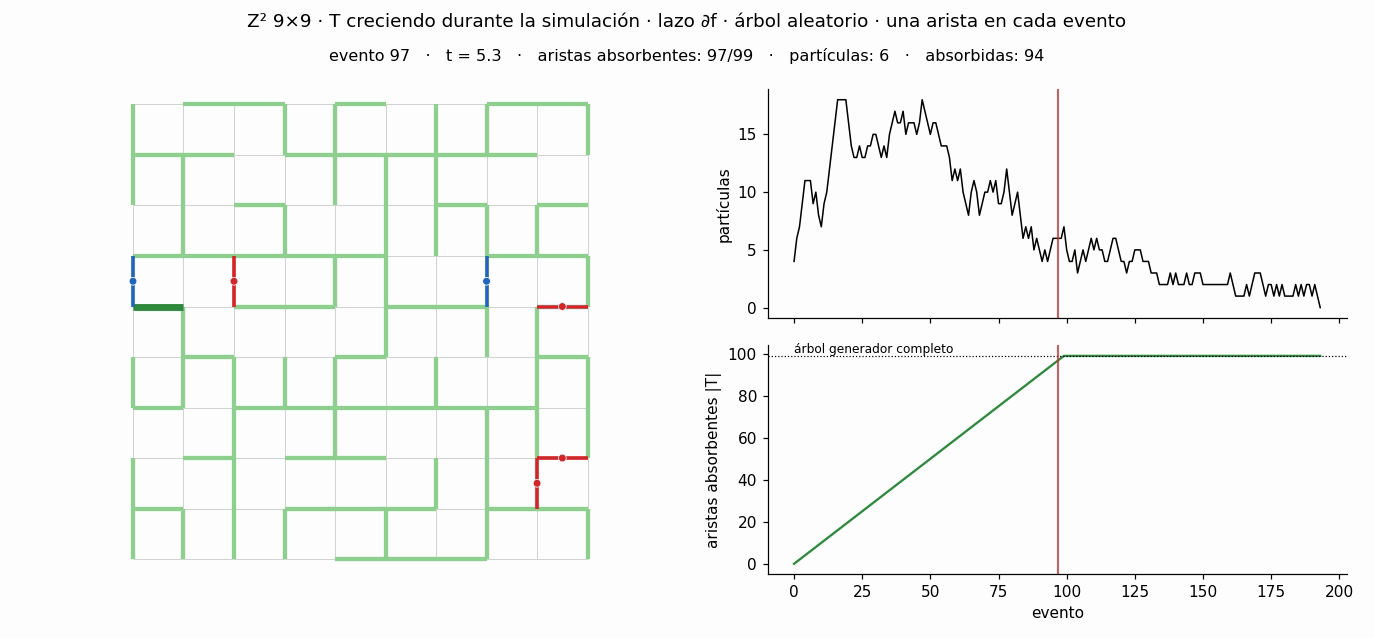 Z² 9×9 · T creciendo durante la simulación · lazo ∂f · árbol aleatorio · una arista en cada evento
evento 97 · t = 5.3 · aristas absorbentes: 97/99 · partículas: 6 · absorbidas: 94
15
10
5
0
partículas
árbol generador completo
100
80
60
40
20
0
aristas absorbentes |T|
0 25 50 75 100 125 150 175 200
evento